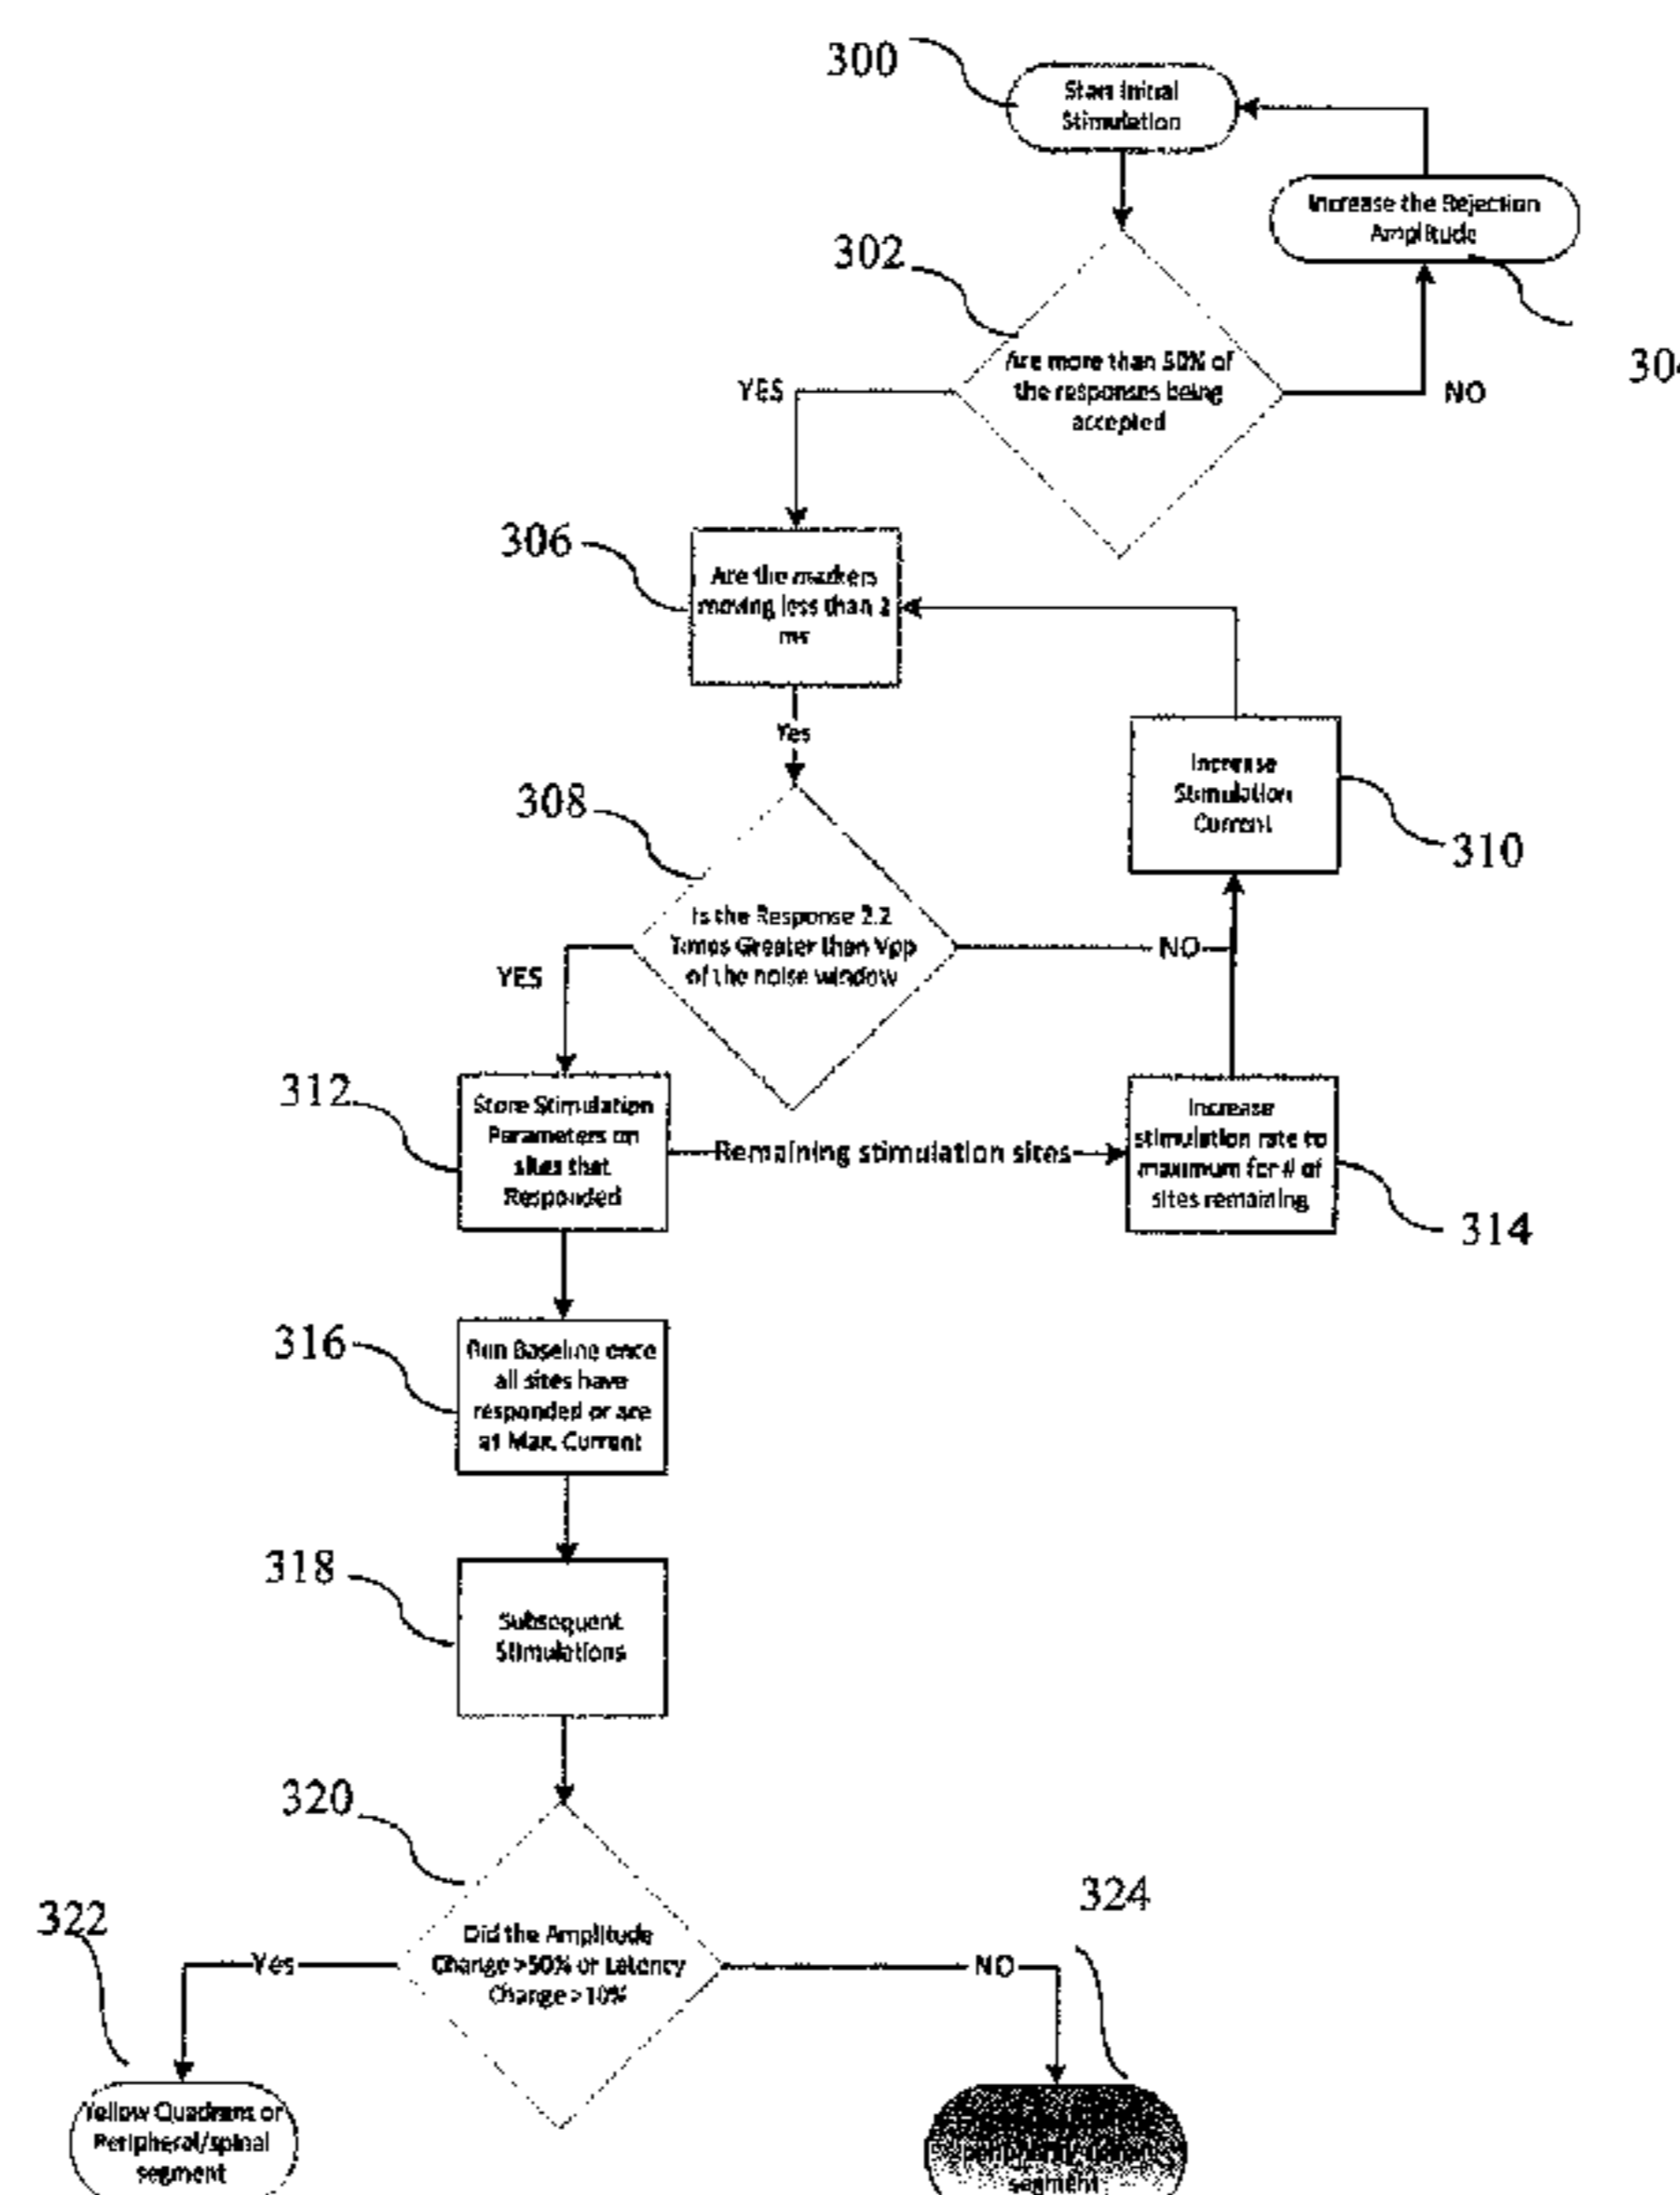 300
Start Initial
Stimulation
Increase the Rejection
Amplitude
304
302
Are more than 50% of
the responses being
accepted
YES
NO
306
Are the markers
moving less than 2
ms
Yes
308
Is the Response 2.2
Times Greater than Vpp
of the noise window
YES
NO
Increase
Stimulation
Current
310
312
Store Stimulation
Parameters on
sites that
Responded
Remaining stimulation sites
Increase
stimulation rate to
maximum for # of
sites remaining
314
316
Run Baseline once
all sites have
responded or are
at Max. Current
318
Subsequent
Stimulations
320
Did the Amplitude
Change >50% or Latency
Change >10%
Yes
NO
322
Yellow Quadrant or
Peripheral/spinal
segment
324
segment